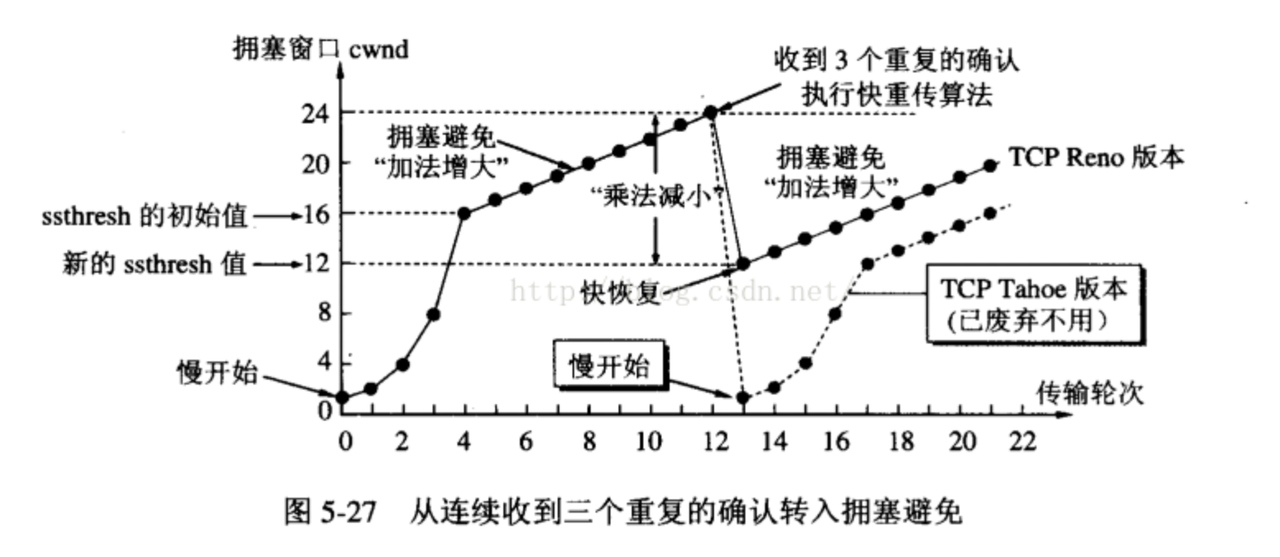 拥塞窗口 cwnd
收到 3 个重复的确认
执行快重传算法
24
拥塞避免
“加法增大”
拥塞避免
“加法增大”
TCP Reno 版本
20
“乘法减小”
ssthresh 的初始值
16
新的 ssthresh 值
12
快恢复
http://blog.csdn.net/
TCP Tahoe 版本
(已废弃不用)
8
4
慢开始
慢开始
传输轮次
0
0 2 4 6 8 10 12 14 16 18 20 22
图 5-27 从连续收到三个重复的确认转入拥塞避免